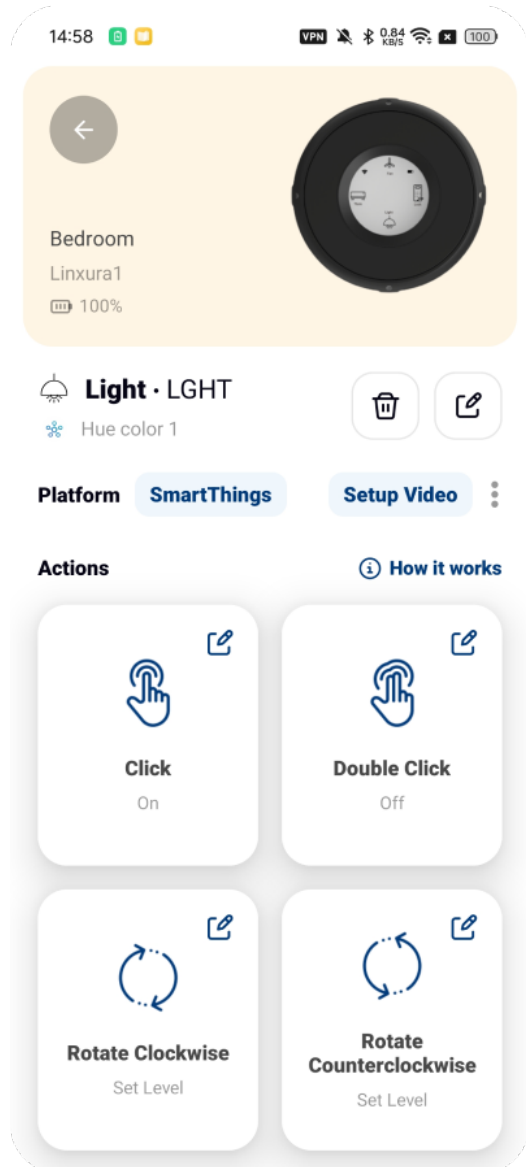 14:58
VPN 0.84 KB/S 100
Bedroom
Linxura1
100%
Light · LGHT
Hue color 1
Platform SmartThings Setup Video
Actions How it works
Click
On
Double Click
Off
Rotate Clockwise
Set Level
Rotate
Counterclockwise
Set Level